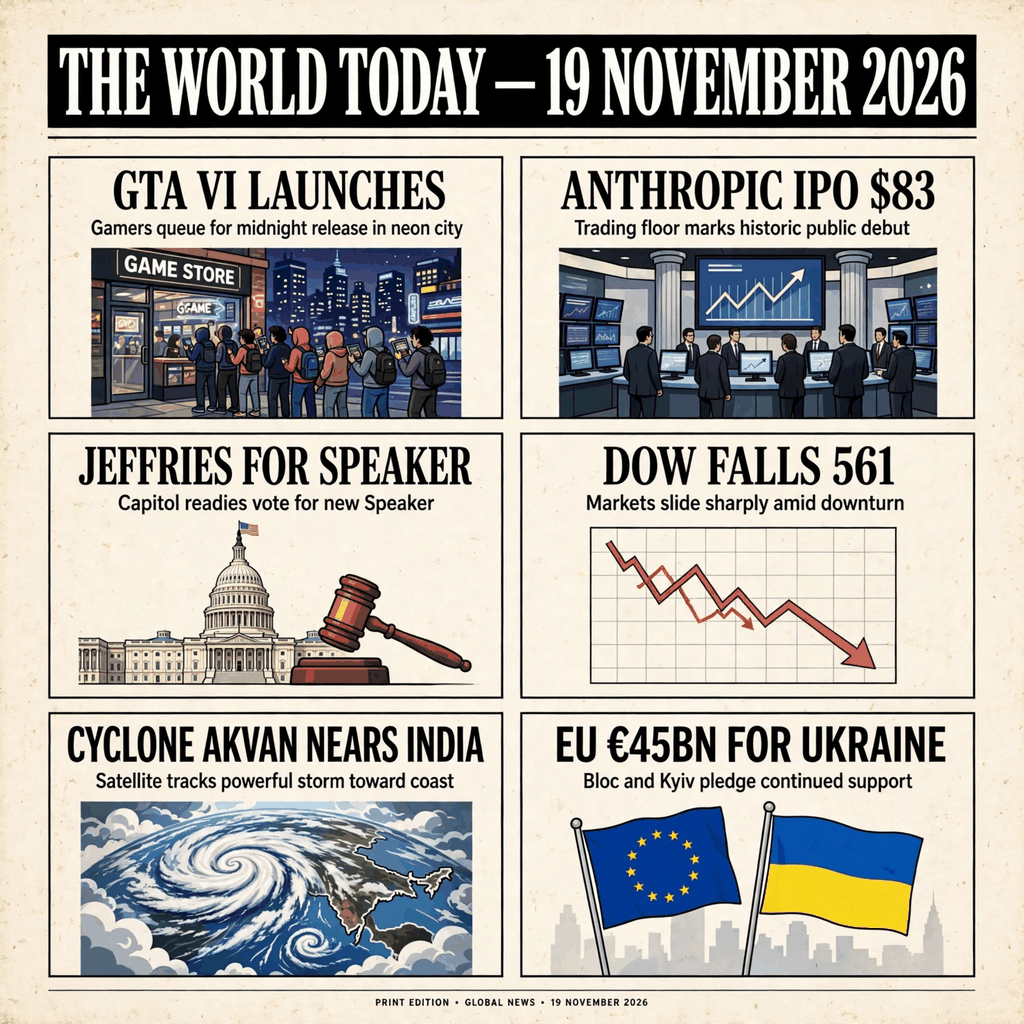 THE WORLD TODAY — 19 NOVEMBER 2026
GTA VI LAUNCHES
Gamers queue for midnight release in neon city
GAME STORE
GGAME
ANTHROPIC IPO $83
Trading floor marks historic public debut
JEFFRIES FOR SPEAKER
Capitol readies vote for new Speaker
DOW FALLS 561
Markets slide sharply amid downturn
CYCLONE AKVAN NEARS INDIA
Satellite tracks powerful storm toward coast
EU €45BN FOR UKRAINE
Bloc and Kyiv pledge continued support
PRINT EDITION • GLOBAL NEWS • 19 NOVEMBER 2026